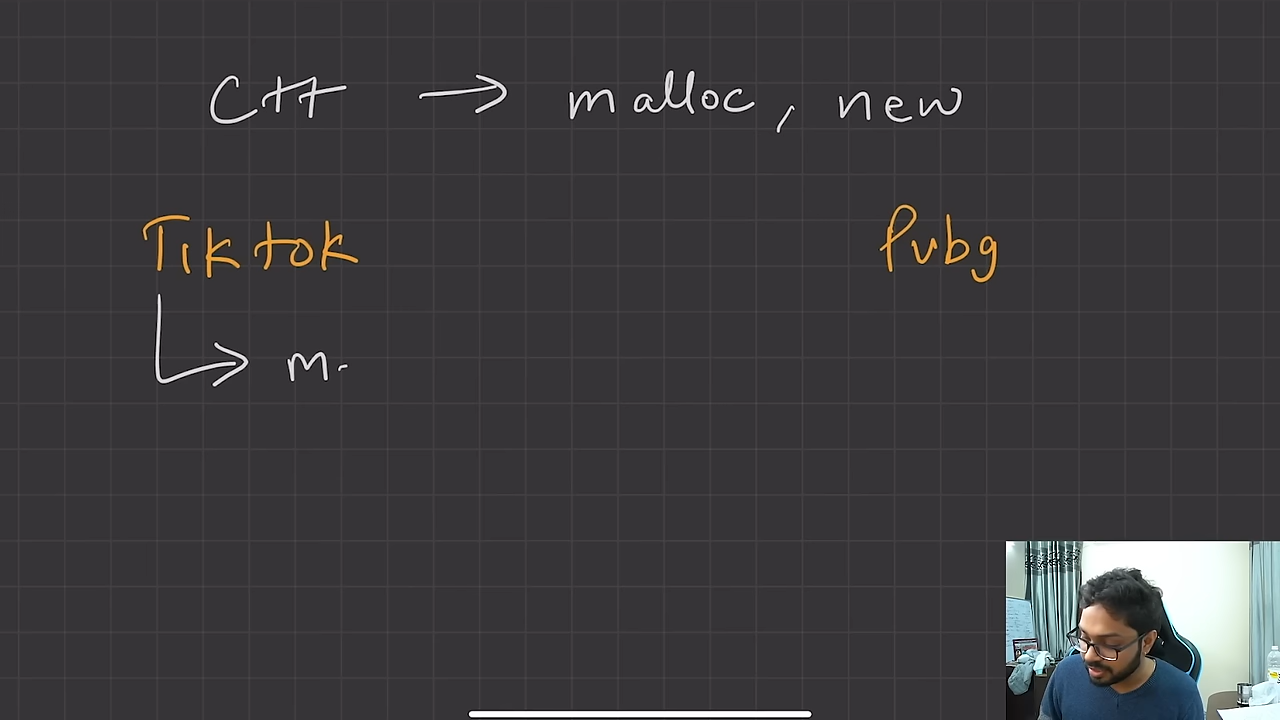 C++ → malloc, new
Tiktok Pubg
→ m